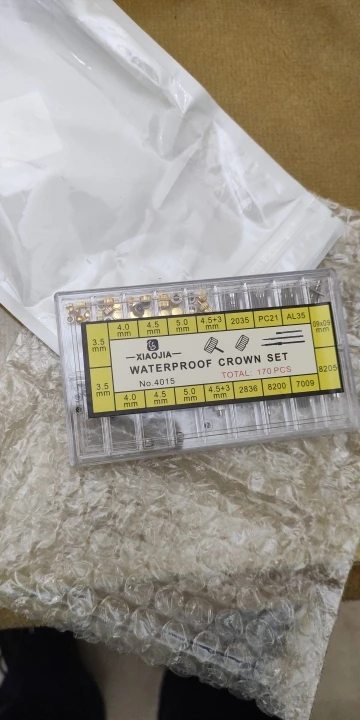 4.0 mm
4.5 mm
5.0 mm
4.5+3 mm
2035
PC21
AL35
09x09 mm
3.5 mm
XIAOJIA
WATERPROOF CROWN SET
TOTAL: 170 PCS
No.4015
3.5 mm
4.0 mm
4.5 mm
5.0 mm
4.5+3 mm
2836
8200
7009
8205